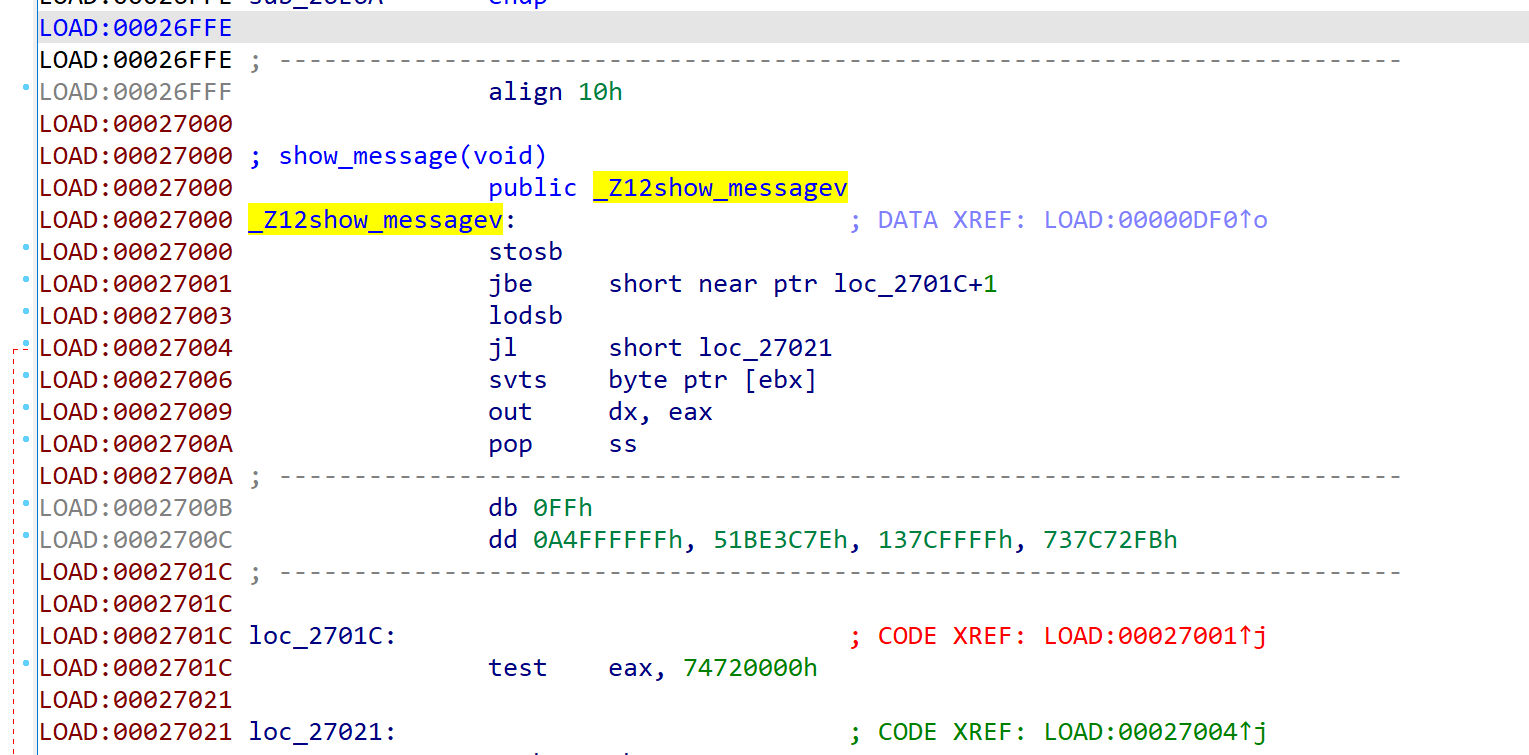 LOAD:00026FFE
LOAD:00026FFE ; ----------------------------------------------------------------------------
LOAD:00026FFF align 10h
LOAD:00027000
LOAD:00027000 ; show_message(void)
LOAD:00027000 public _Z12show_messagev
LOAD:00027000 _Z12show_messagev: ; DATA XREF: LOAD:00000DF0↑o
LOAD:00027000 stosb
LOAD:00027001 jbe short near ptr loc_2701C+1
LOAD:00027003 lodsb
LOAD:00027004 jl short loc_27021
LOAD:00027006 svts byte ptr [ebx]
LOAD:00027009 out dx, eax
LOAD:0002700A pop ss
LOAD:0002700A ; ----------------------------------------------------------------------------
LOAD:0002700B db 0FFh
LOAD:0002700C dd 0A4FFFFFFh, 51BE3C7Eh, 137CFFFFh, 737C72FBh
LOAD:0002701C ; ----------------------------------------------------------------------------
LOAD:0002701C
LOAD:0002701C loc_2701C: ; CODE XREF: LOAD:00027001↑j
LOAD:0002701C test eax, 74720000h
LOAD:00027021
LOAD:00027021 loc_27021: ; CODE XREF: LOAD:00027004↑j